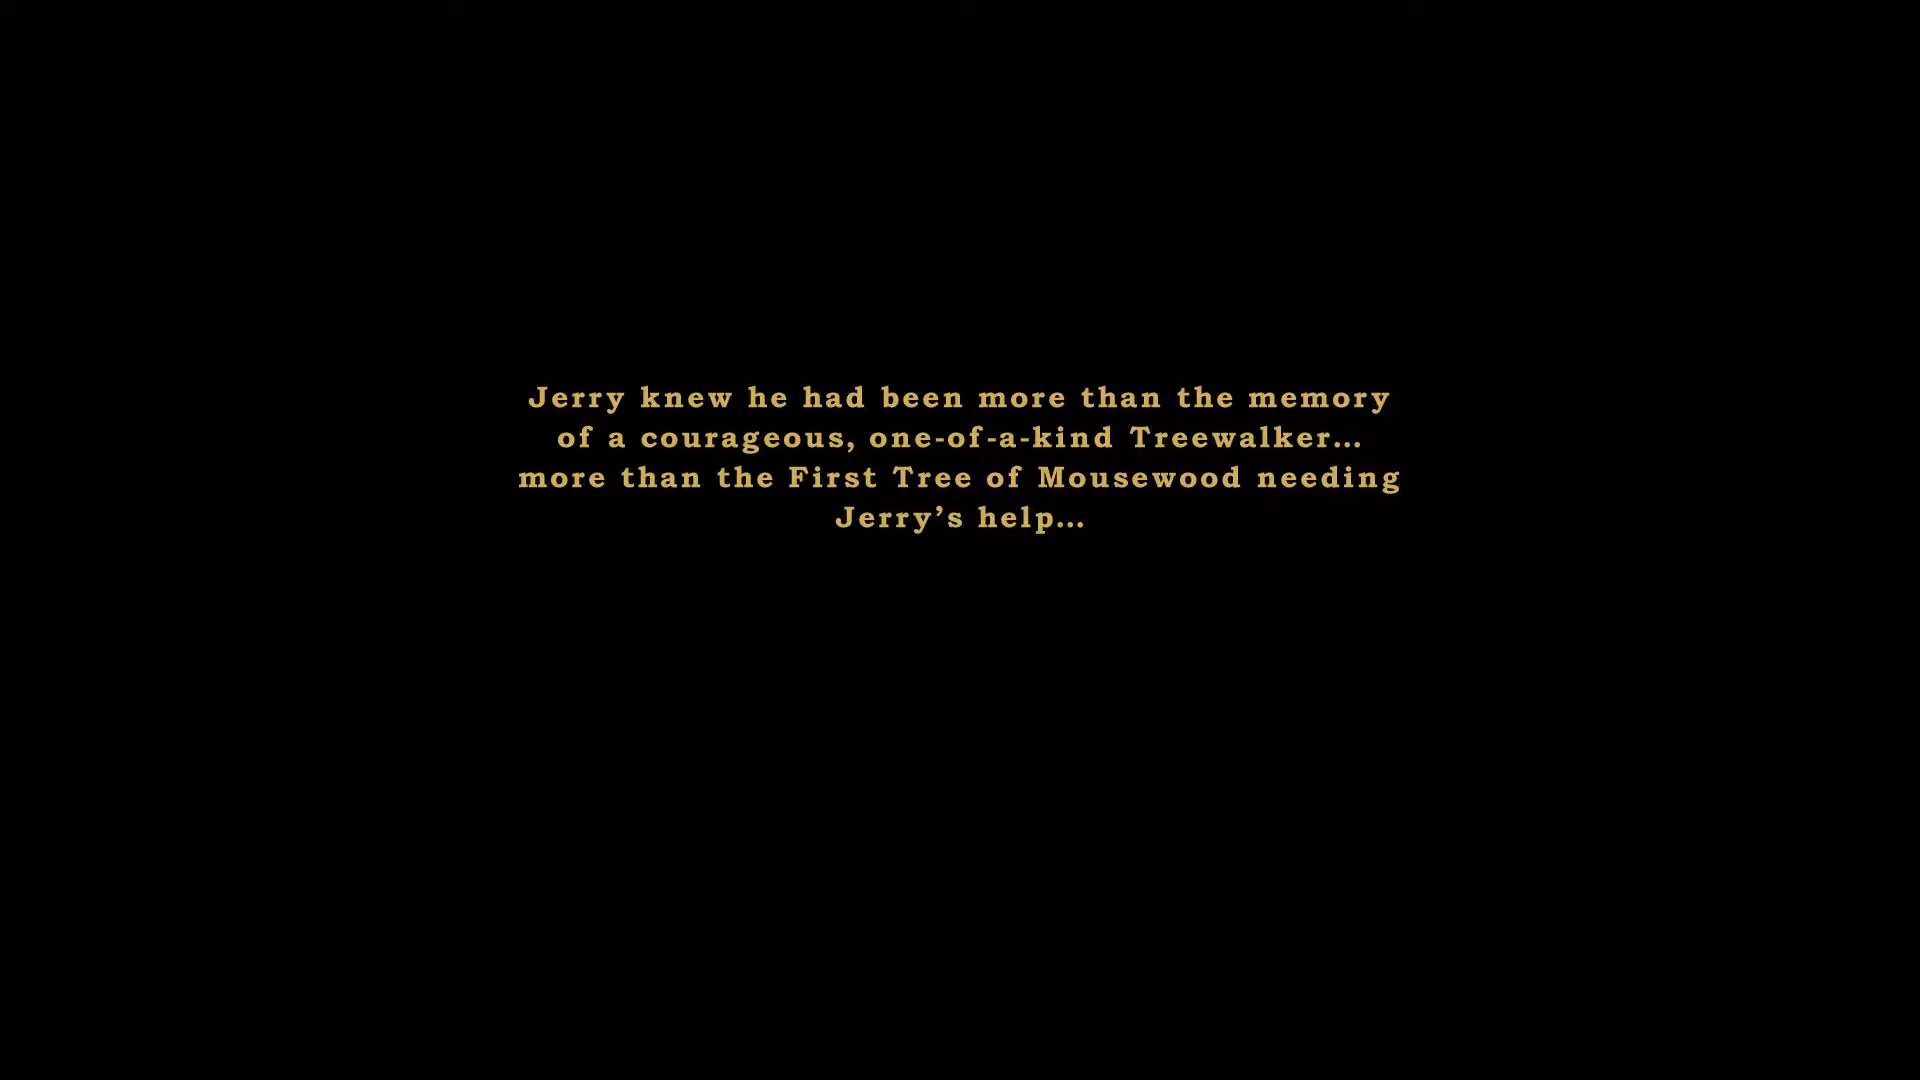 Jerry knew he had been more than the memory
of a courageous, one-of-a-kind Treewalker...
more than the First Tree of Mousewood needing
Jerry’s help...